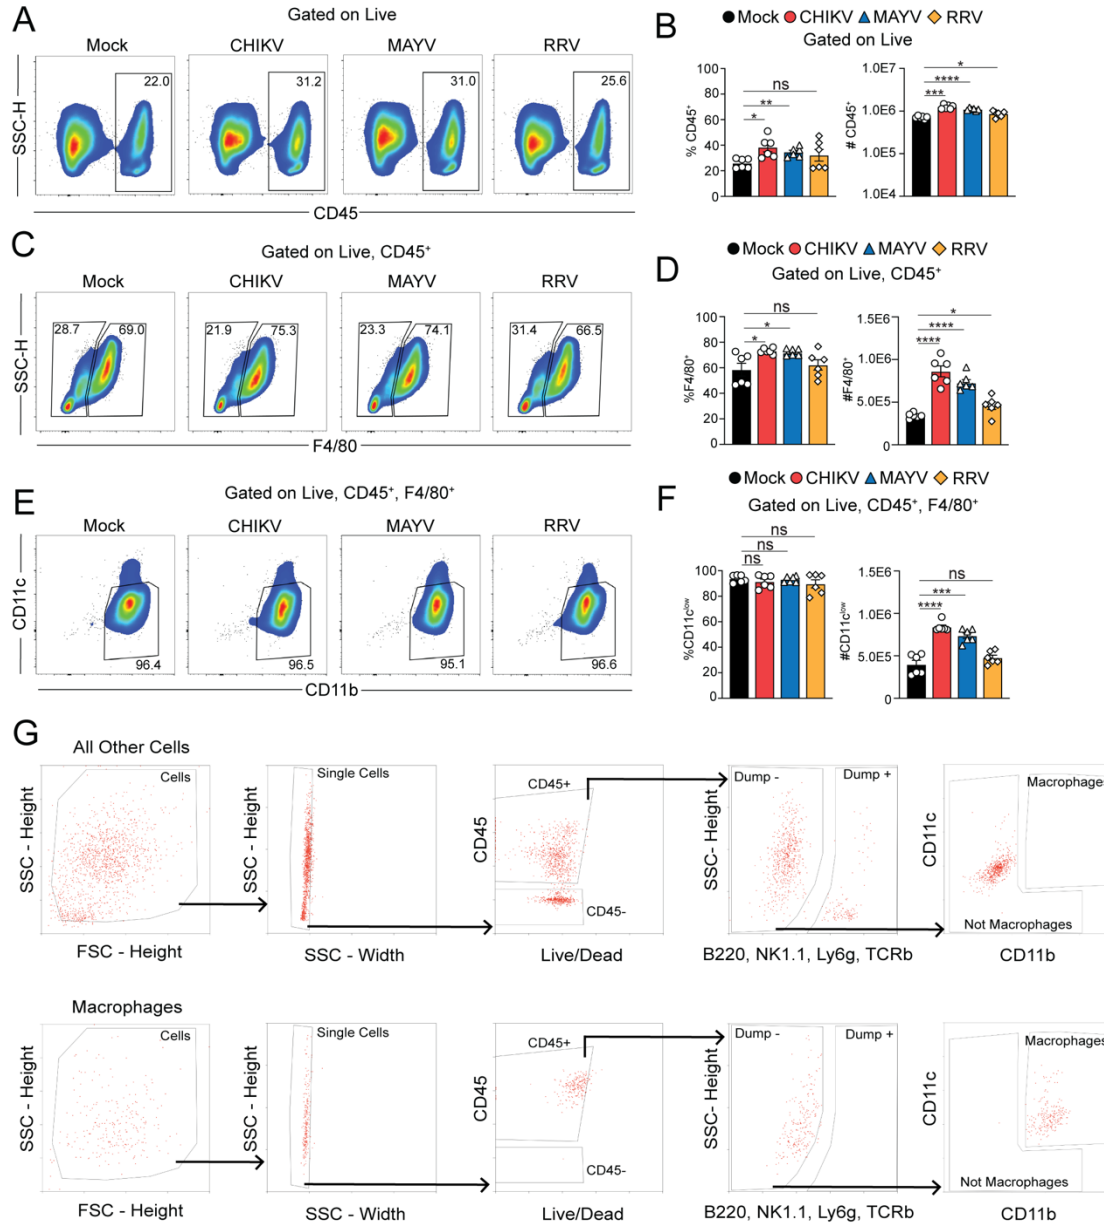 A
Gated on Live
Mock CHIKV MAYV RRV
22.0 31.2 31.0 25.6
SSC-H
CD45
B
Mock CHIKV MAYV RRV
Gated on Live
ns
**
*
% CD45⁺
100
80
60
40
20
0
*
****
***
# CD45⁺
1.0E7
1.0E6
1.0E5
1.0E4
C
Gated on Live, CD45⁺
Mock CHIKV MAYV RRV
28.7 69.0 21.9 75.3 23.3 74.1 31.4 66.5
SSC-H
F4/80
D
Mock CHIKV MAYV RRV
Gated on Live, CD45⁺
ns
*
*
%F4/80⁺
100
80
60
40
20
0
*
****
****
#F4/80⁺
1.5E6
1.0E6
5.0E5
0
E
Gated on Live, CD45⁺, F4/80⁺
Mock CHIKV MAYV RRV
CD11c
96.4 96.5 95.1 96.6
CD11b
F
Mock CHIKV MAYV RRV
Gated on Live, CD45⁺, F4/80⁺
ns
ns
ns
%CD11cˡᵒʷ
100
80
60
40
20
0
ns
***
****
#CD11cˡᵒʷ
1.5E6
1.0E6
5.0E5
0
G
All Other Cells
SSC - Height
Cells
FSC - Height
SSC - Height
Single Cells
SSC - Width
CD45
CD45+
CD45-
Live/Dead
SSC- Height
Dump -
Dump +
B220, NK1.1, Ly6g, TCRb
CD11c
Macrophages
Not Macrophages
CD11b
Macrophages
SSC - Height
Cells
FSC - Height
SSC - Height
Single Cells
SSC - Width
CD45
CD45+
CD45-
Live/Dead
SSC- Height
Dump -
Dump +
B220, NK1.1, Ly6g, TCRb
CD11c
Macrophages
Not Macrophages
CD11b